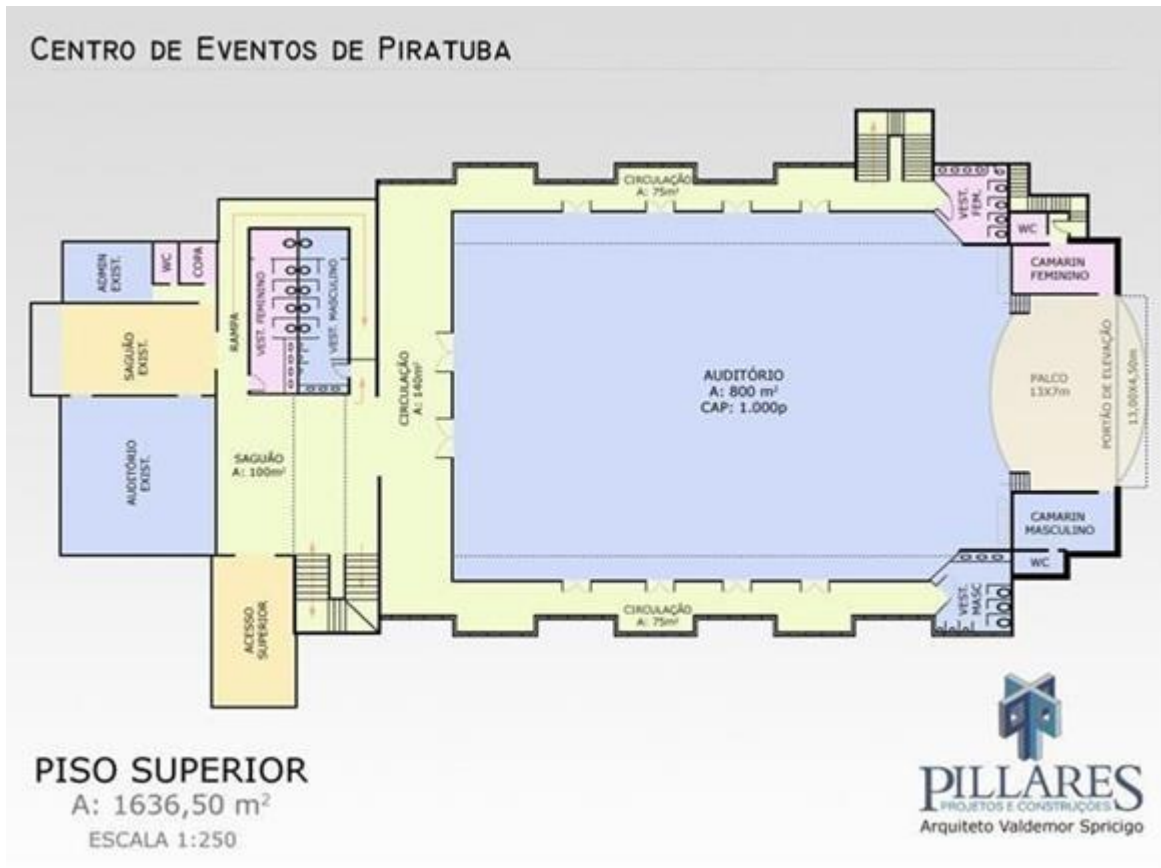 CENTRO DE EVENTOS DE PIRATUBA
CIRCULAÇÃO
A: 75m²
VEST.
FEM.
WC
CAMARIN
FEMININO
ADMIN
EXIST.
WC
COPA
VEST. FEMININO
VEST. MASCULINO
RAMPA
SAGUÃO
EXIST.
CIRCULAÇÃO
A: 140m²
AUDITÓRIO
A: 800 m²
CAP: 1.000p
PALCO
13X7m
PORTÃO DE ELEVAÇÃO
13,00X4,50m
AUDITÓRIO
EXIST.
SAGUÃO
A: 100m²
CAMARIN
MASCULINO
WC
VEST.
MASC
CIRCULAÇÃO
A: 75m²
ACESSO
SUPERIOR
PISO SUPERIOR
A: 1636,50 m²
ESCALA 1:250
PILLARES
PROJETOS E CONSTRUÇÕES
Arquiteto Valdemor Spricigo